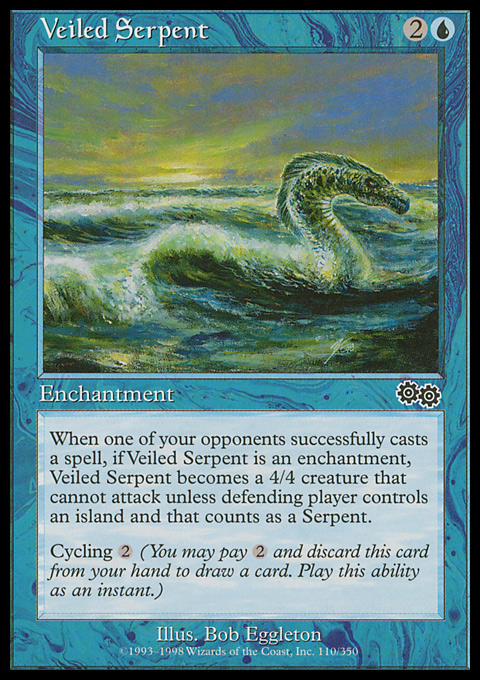 Veiled Serpent 2
Enchantment
When one of your opponents successfully casts
a spell, if Veiled Serpent is an enchantment,
Veiled Serpent becomes a 4/4 creature that
cannot attack unless defending player controls
an island and that counts as a Serpent.
Cycling 2 (You may pay 2 and discard this card
from your hand to draw a card. Play this ability
as an instant.)
Illus. Bob Eggleton
©1993–1998 Wizards of the Coast, Inc. 110/350